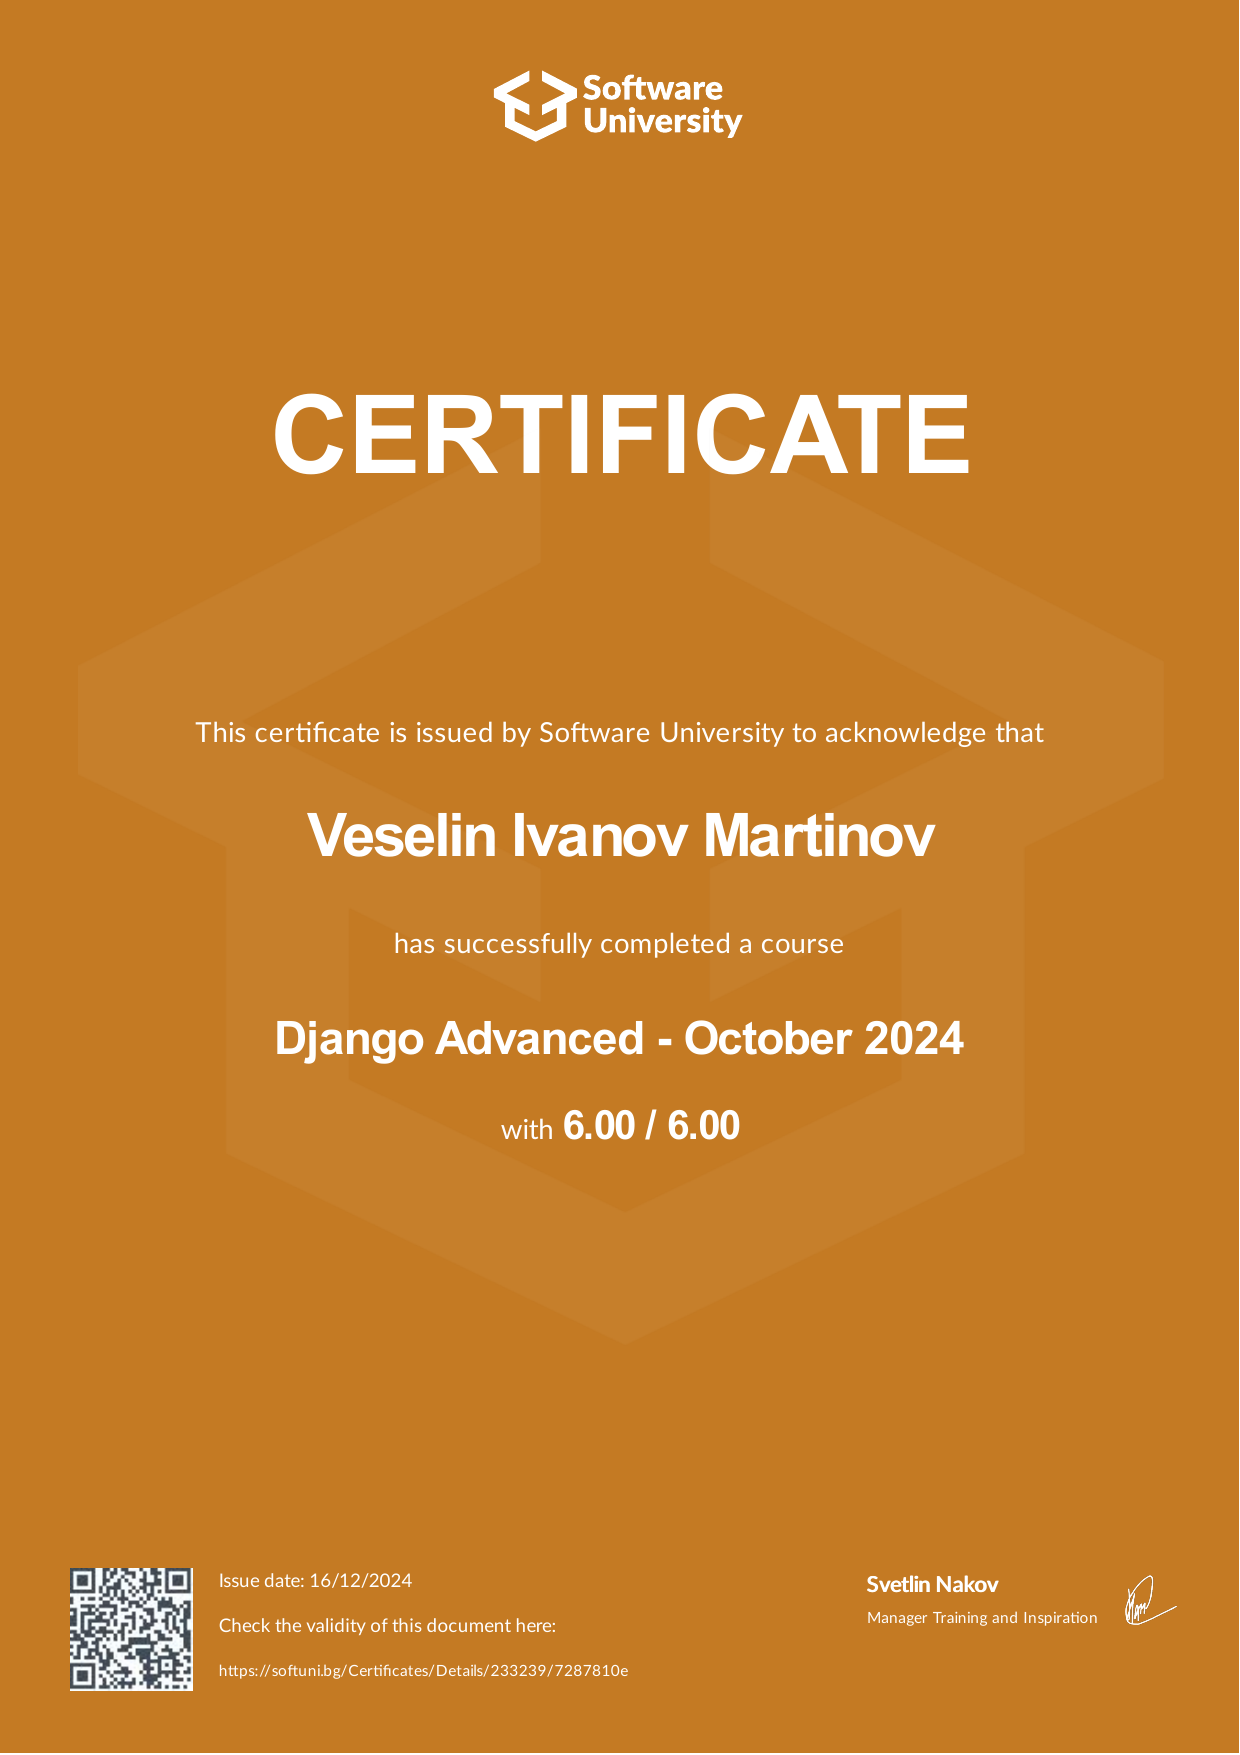 Software
University
CERTIFICATE
This certificate is issued by Software University to acknowledge that
Veselin Ivanov Martinov
has successfully completed a course
Django Advanced - October 2024
with 6.00 / 6.00
Issue date: 16/12/2024
Check the validity of this document here:
https://softuni.bg/Certificates/Details/233239/7287810e
Svetlin Nakov
Manager Training and Inspiration